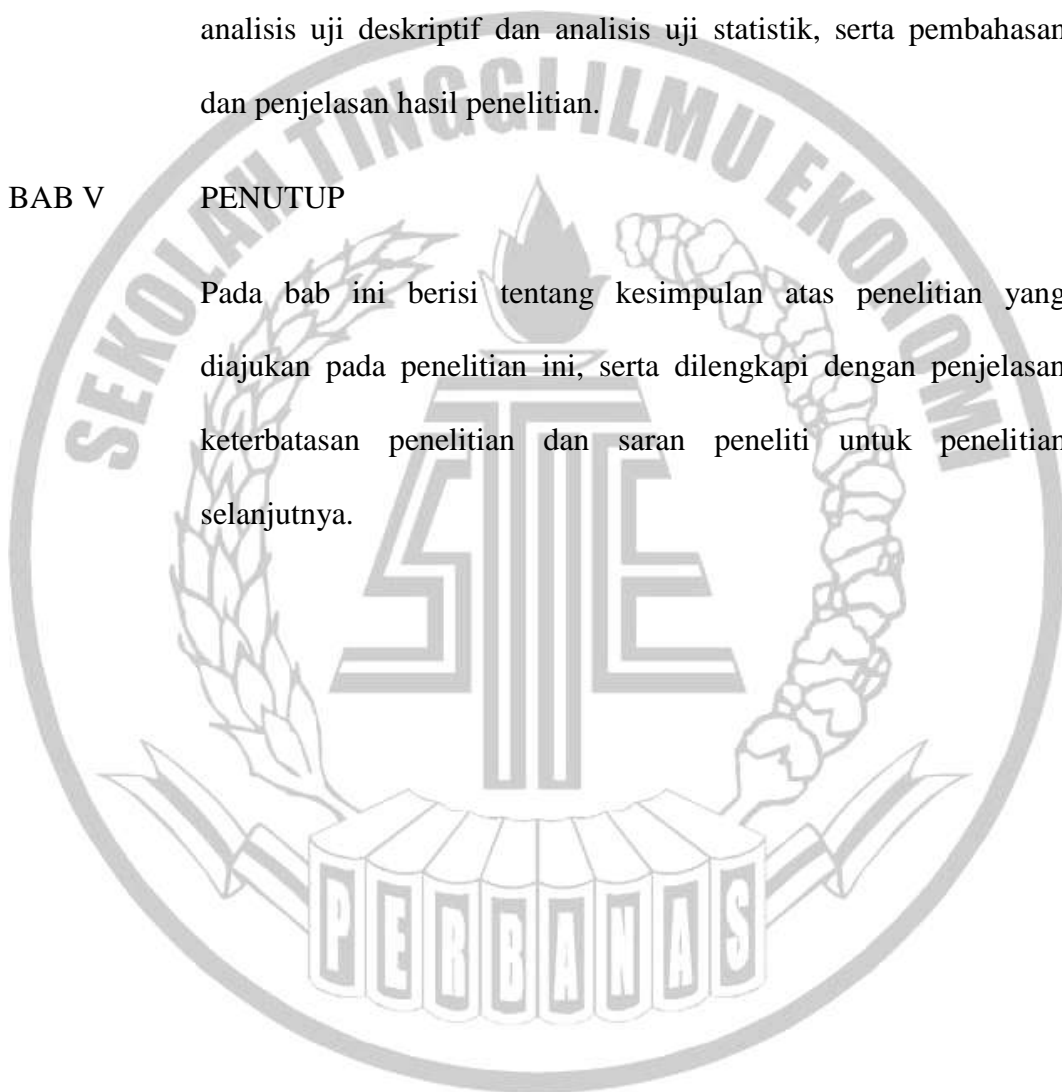 analisis uji deskriptif dan analisis uji statistik, serta pembahasan
dan penjelasan hasil penelitian.
SEKOLAH TINGGI ILMU EKONOMI
BAB V PENUTUP
Pada bab ini berisi tentang kesimpulan atas penelitian yang
diajukan pada penelitian ini, serta dilengkapi dengan penjelasan
keterbatasan penelitian dan saran peneliti untuk penelitian
selanjutnya.
STIE
PERBANAS